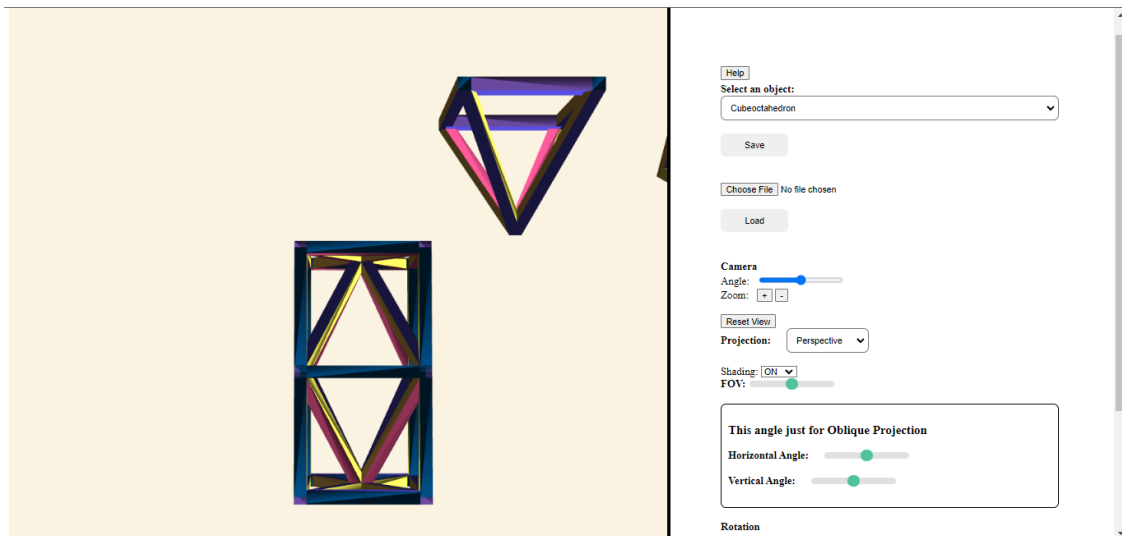 Help
Select an object:
Cubeoctahedron
Save
Choose File No file chosen
Load
Camera
Angle:
Zoom: + -
Reset View
Projection: Perspective
Shading: ON
FOV:
This angle just for Oblique Projection
Horizontal Angle:
Vertical Angle:
Rotation